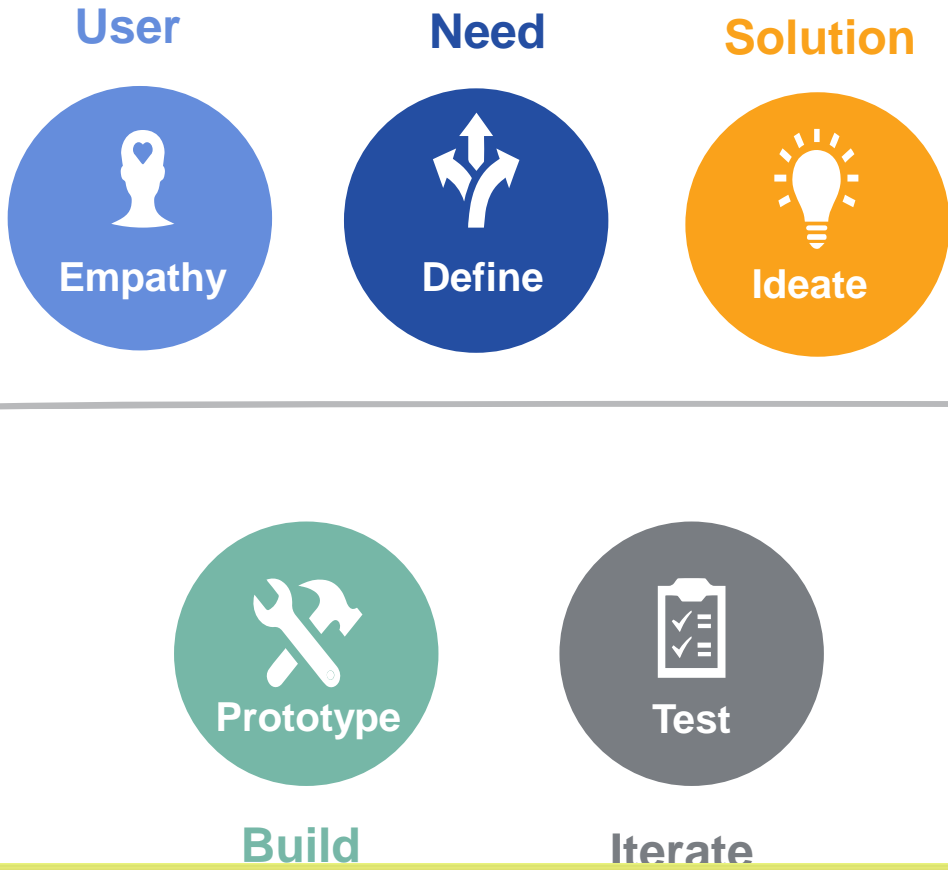 User
Need
Solution
Empathy
Define
Ideate
Prototype
Test
Build
Iterate